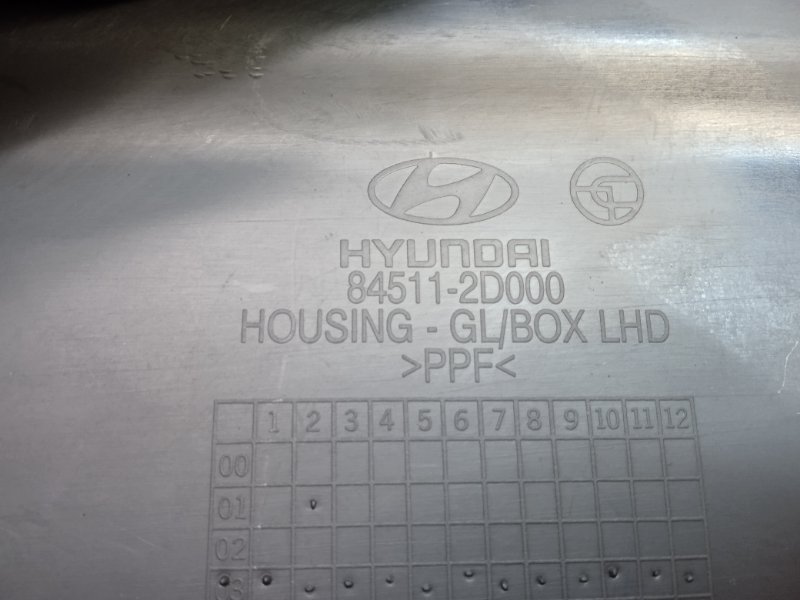 HYUNDAI
84511-2D000
HOUSING - GL/BOX LHD
>PPF<
1 2 3 4 5 6 7 8 9 10 11 12
00
01
02
03